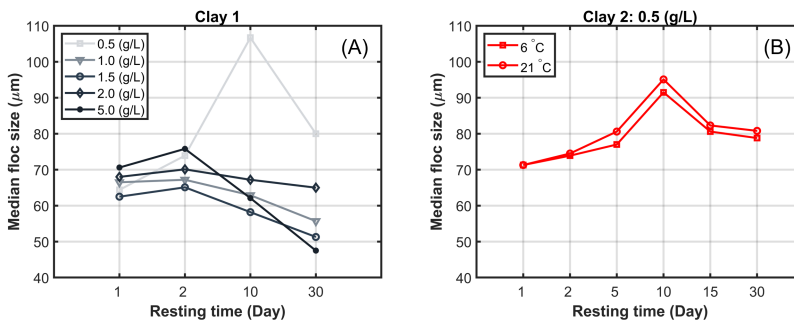 Clay 1
(A)
0.5 (g/L)
1.0 (g/L)
1.5 (g/L)
2.0 (g/L)
5.0 (g/L)
Median floc size (μm)
110
100
90
80
70
60
50
40
1 2 10 30
Resting time (Day)
Clay 2: 0.5 (g/L)
(B)
6 °C
21 °C
Median floc size (μm)
110
100
90
80
70
60
50
40
1 2 5 10 15 30
Resting time (Day)